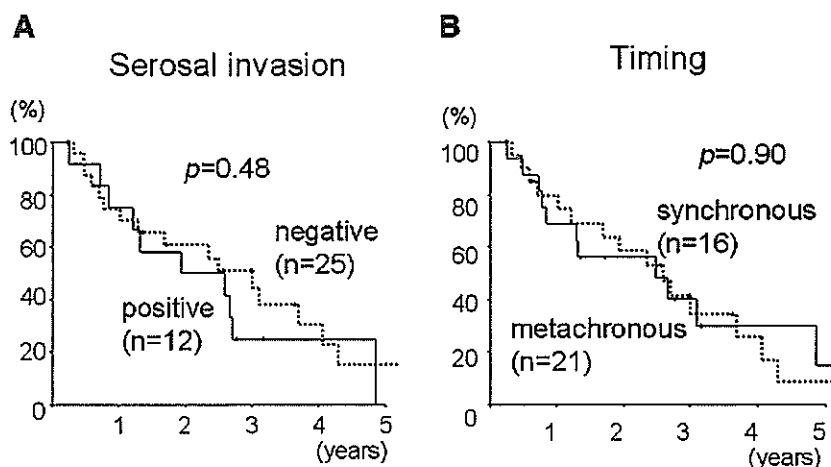 A
Serosal invasion
(%)
100
80
60
40
20
0
p=0.48
negative
(n=25)
positive
(n=12)
1 2 3 4 5
(years)
B
Timing
(%)
100
80
60
40
20
0
p=0.90
synchronous
(n=16)
metachronous
(n=21)
1 2 3 4 5
(years)